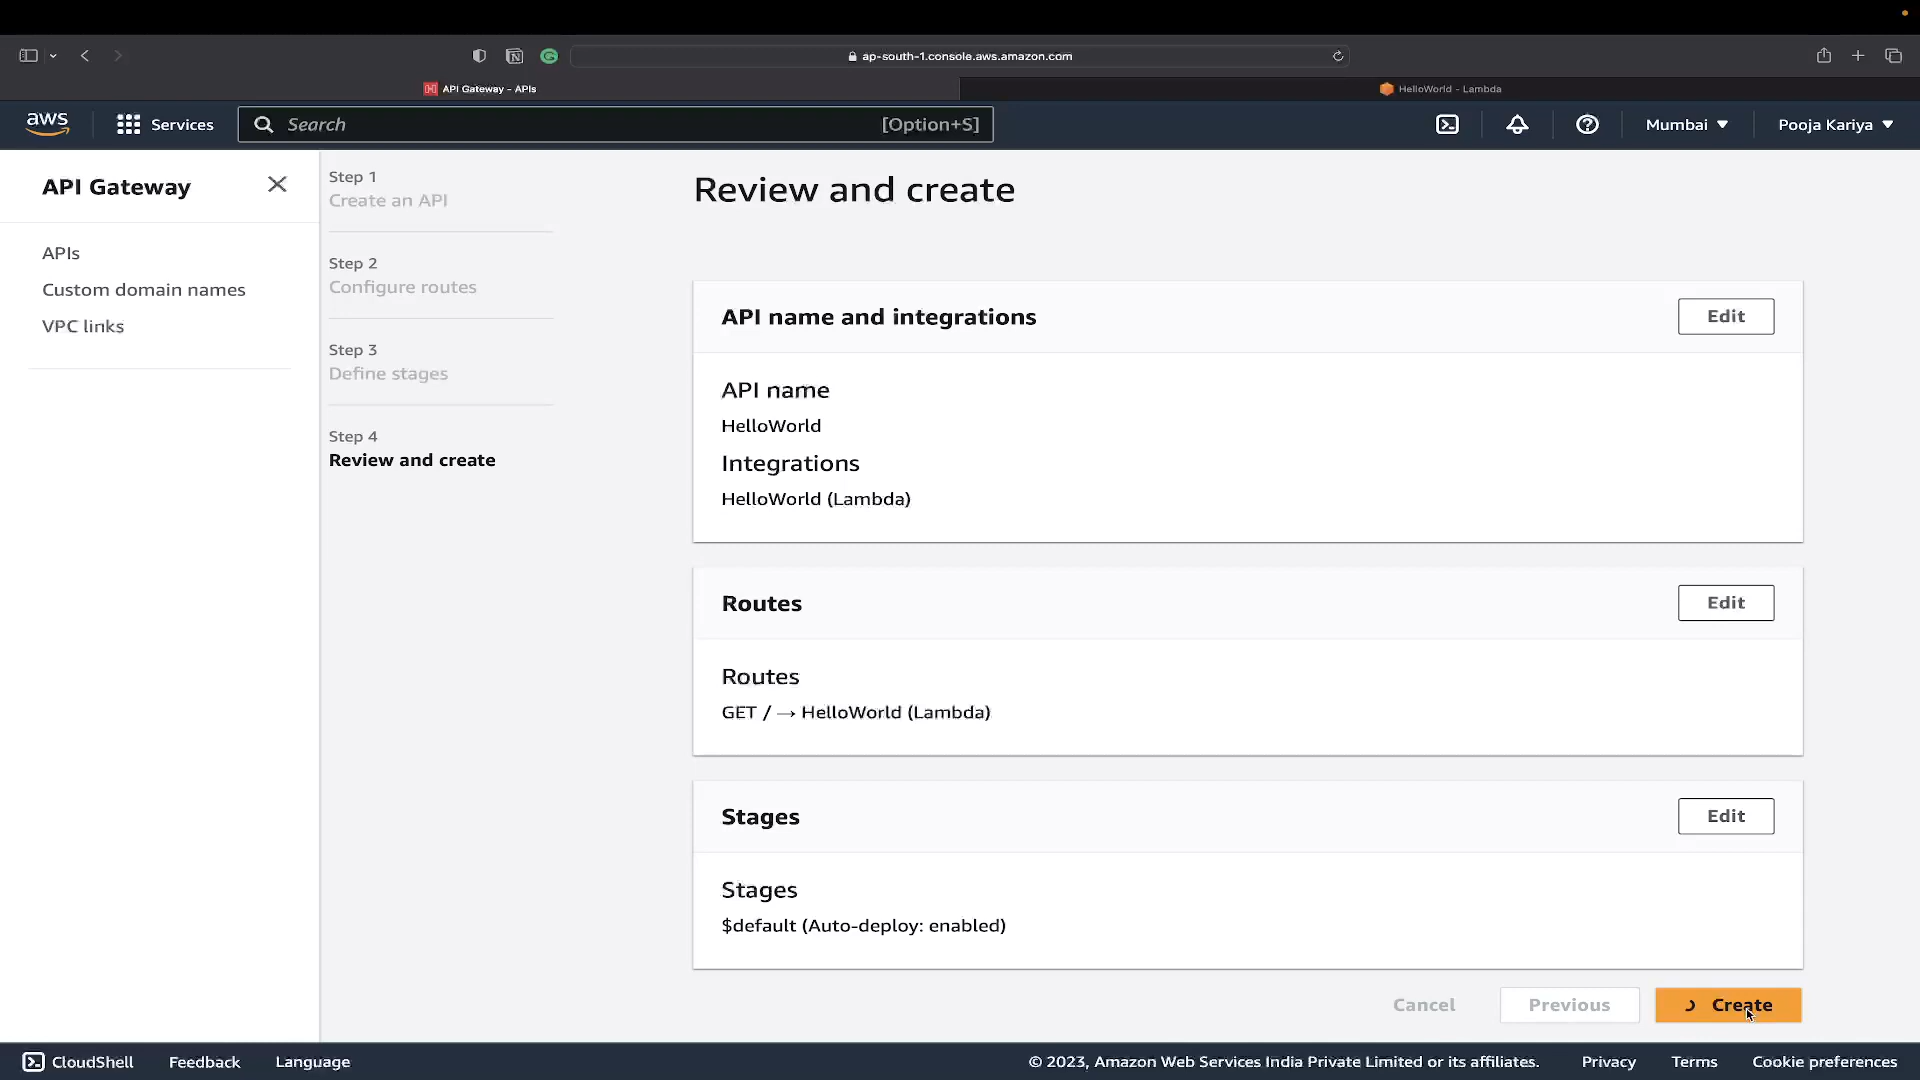 ap-south-1.console.aws.amazon.com
API Gateway - APIs
HelloWorld - Lambda
aws
Services
Search
[Option+S]
Mumbai
Pooja Kariya
API Gateway
APIs
Custom domain names
VPC links
Step 1
Create an API
Step 2
Configure routes
Step 3
Define stages
Step 4
Review and create
Review and create
API name and integrations
Edit
API name
HelloWorld
Integrations
HelloWorld (Lambda)
Routes
Edit
Routes
GET / → HelloWorld (Lambda)
Stages
Edit
Stages
$default (Auto-deploy: enabled)
Cancel
Previous
Create
CloudShell
Feedback
Language
© 2023, Amazon Web Services India Private Limited or its affiliates.
Privacy
Terms
Cookie preferences